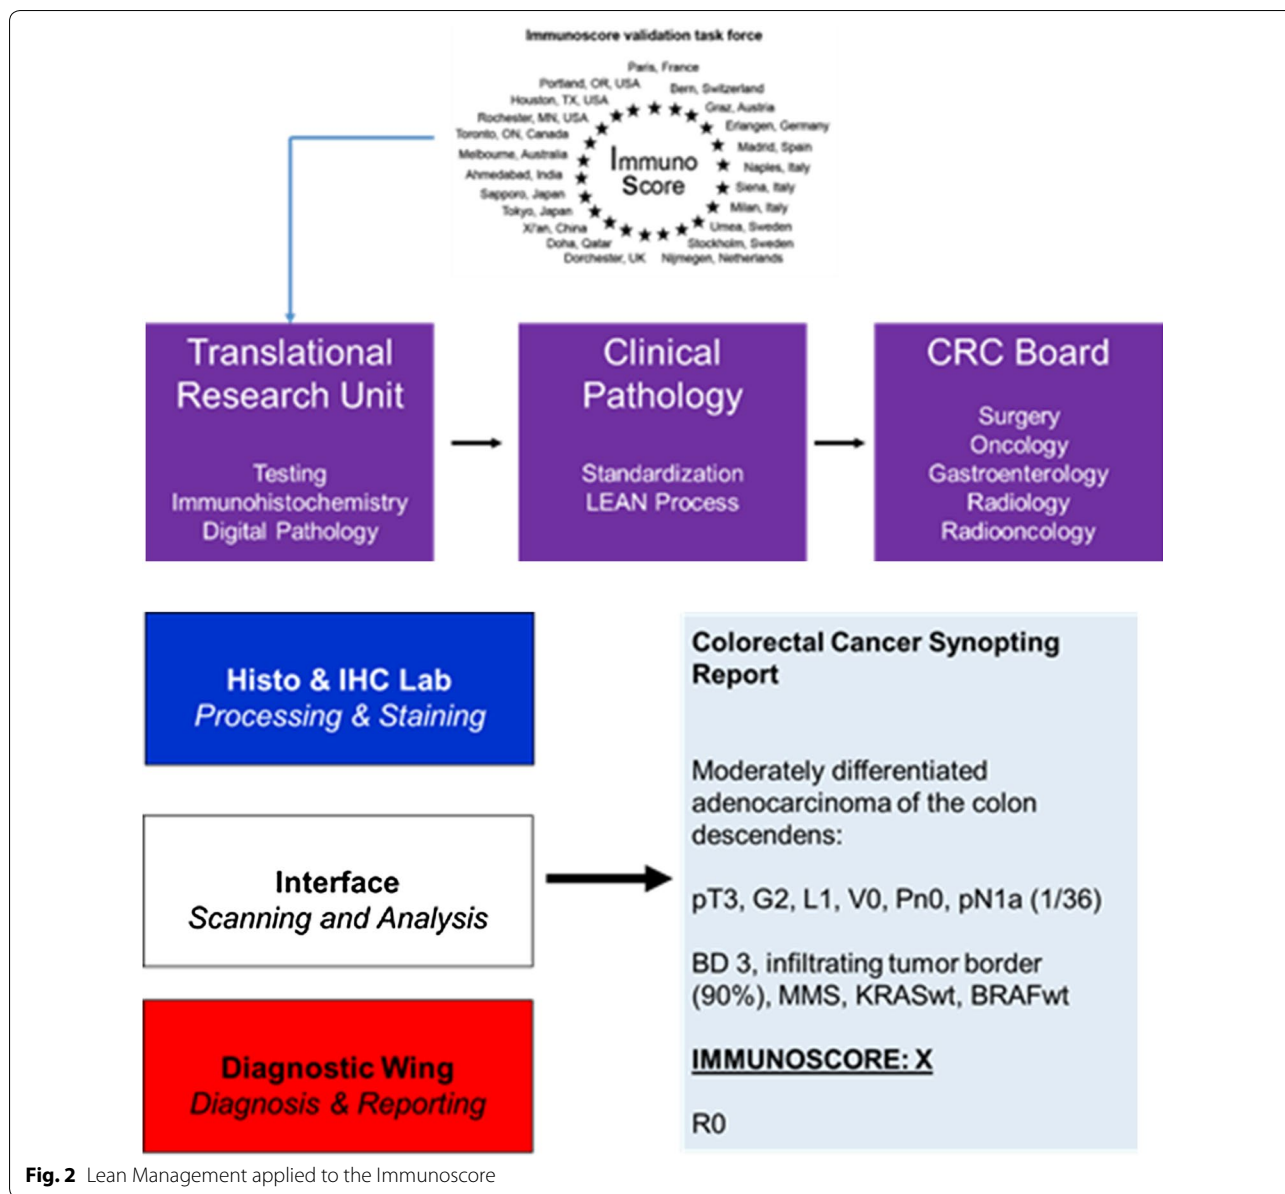 Immunoscore validation task force
Paris, France
Portland, OR, USA
Bern, Switzerland
Houston, TX, USA
Graz, Austria
Rochester, MN, USA
Erlangen, Germany
Toronto, ON, Canada
Madrid, Spain
Melbourne, Australia
Naples, Italy
Ahmedabad, India
Siena, Italy
Sapporo, Japan
Milan, Italy
Tokyo, Japan
Umea, Sweden
Xi'an, China
Stockholm, Sweden
Doha, Qatar
Nijmegen, Netherlands
Dorchester, UK
Immuno
Score
Translational
Research Unit
Testing
Immunohistochemistry
Digital Pathology
Clinical
Pathology
Standardization
LEAN Process
CRC Board
Surgery
Oncology
Gastroenterology
Radiology
Radiooncology
Histo & IHC Lab
Processing & Staining
Interface
Scanning and Analysis
Diagnostic Wing
Diagnosis & Reporting
Colorectal Cancer Synopting
Report
Moderately differentiated
adenocarcinoma of the colon
descendens:
pT3, G2, L1, V0, Pn0, pN1a (1/36)
BD 3, infiltrating tumor border
(90%), MMS, KRASwt, BRAFwt
IMMUNOSCORE: X
R0
Fig. 2 Lean Management applied to the Immunoscore